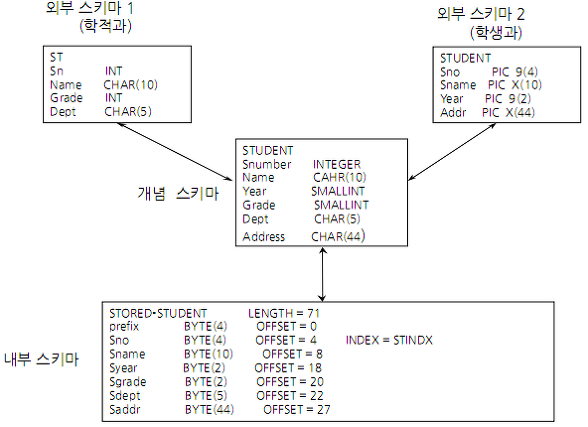 외부 스키마 1
(학적과)
외부 스키마 2
(학생과)
ST
Sn INT
Name CHAR(10)
Grade INT
Dept CHAR(5)
STUDENT
Sno PIC 9(4)
Sname PIC X(10)
Year PIC 9(2)
Addr PIC X(44)
개념 스키마
STUDENT
Snumber INTEGER
Name CAHR(10)
Year SMALLINT
Grade SMALLINT
Dept CHAR(5)
Address CHAR(44)
내부 스키마
STORED·STUDENT LENGTH = 71
prefix BYTE(4) OFFSET = 0
Sno BYTE(4) OFFSET = 4 INDEX = STINDX
Sname BYTE(10) OFFSET = 8
Syear BYTE(2) OFFSET = 18
Sgrade BYTE(2) OFFSET = 20
Sdept BYTE(5) OFFSET = 22
Saddr BYTE(44) OFFSET = 27